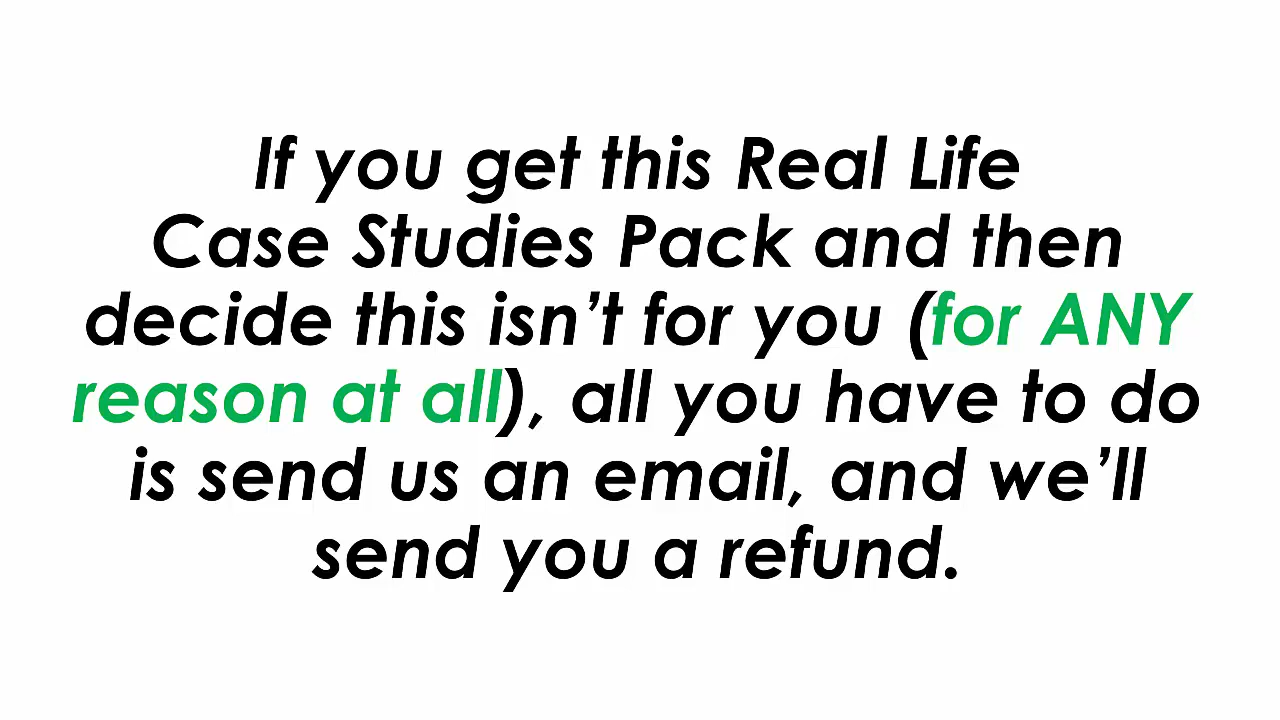 If you get this Real Life
Case Studies Pack and then
decide this isn’t for you (for ANY
reason at all), all you have to do
is send us an email, and we’ll
send you a refund.